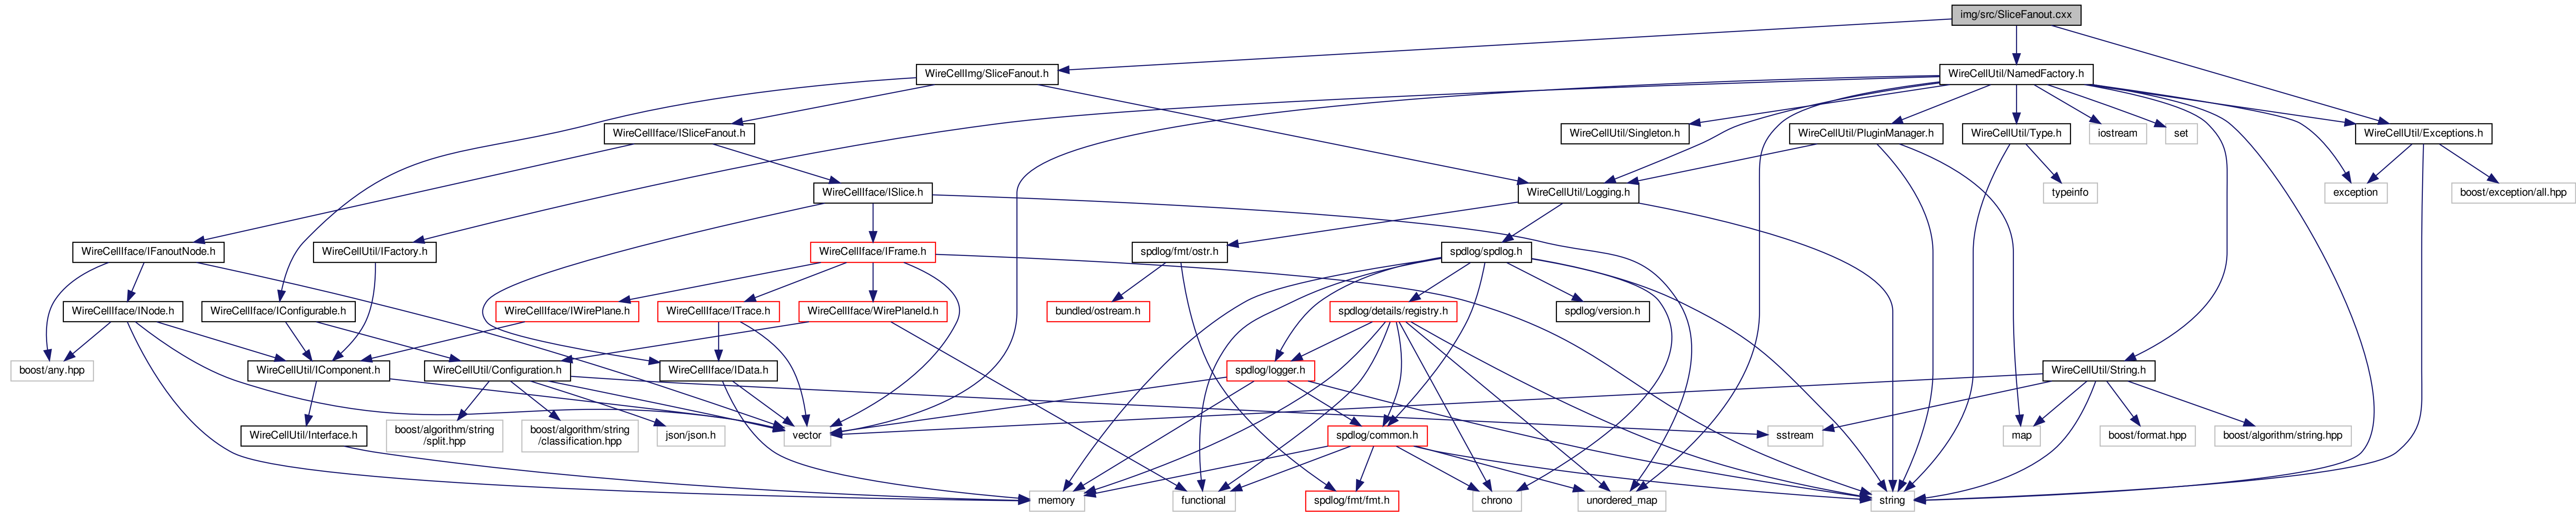 img/src/SliceFanout.cxx
WireCellImg/SliceFanout.h
WireCellUtil/NamedFactory.h
WireCellIface/ISliceFanout.h
WireCellUtil/Singleton.h
WireCellUtil/PluginManager.h
WireCellUtil/Type.h
iostream
set
WireCellUtil/Exceptions.h
WireCellIface/ISlice.h
WireCellUtil/Logging.h
typeinfo
exception
boost/exception/all.hpp
WireCellIface/IFanoutNode.h
WireCellUtil/IFactory.h
WireCellIface/IFrame.h
spdlog/fmt/ostr.h
spdlog/spdlog.h
WireCellIface/INode.h
WireCellIface/IConfigurable.h
WireCellIface/IWirePlane.h
WireCellIface/ITrace.h
WireCellIface/WirePlaneId.h
bundled/ostream.h
spdlog/details/registry.h
spdlog/version.h
boost/any.hpp
WireCellUtil/IComponent.h
WireCellUtil/Configuration.h
WireCellIface/IData.h
spdlog/logger.h
WireCellUtil/String.h
WireCellUtil/Interface.h
boost/algorithm/string
/split.hpp
boost/algorithm/string
/classification.hpp
json/json.h
vector
spdlog/common.h
sstream
map
boost/format.hpp
boost/algorithm/string.hpp
memory
functional
spdlog/fmt/fmt.h
chrono
unordered_map
string